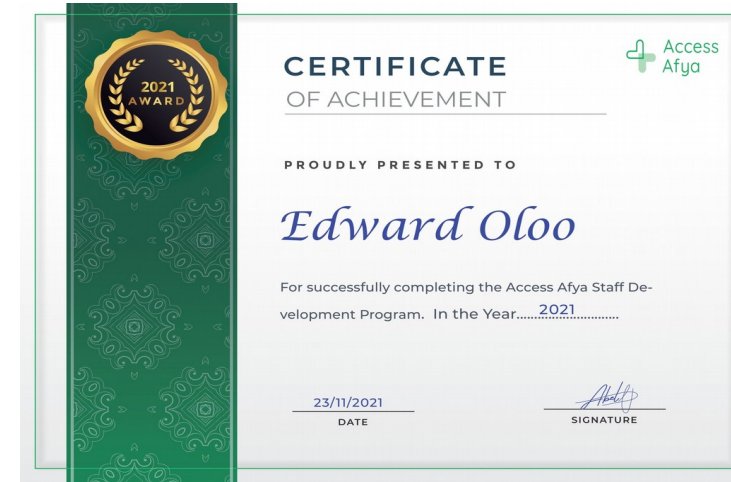 2021
AWARD
CERTIFICATE
OF ACHIEVEMENT
Access
Afya
PROUDLY PRESENTED TO
Edward Oloo
For successfully completing the Access Afya Staff De-
velopment Program. In the Year......2021.............
23/11/2021
DATE
SIGNATURE